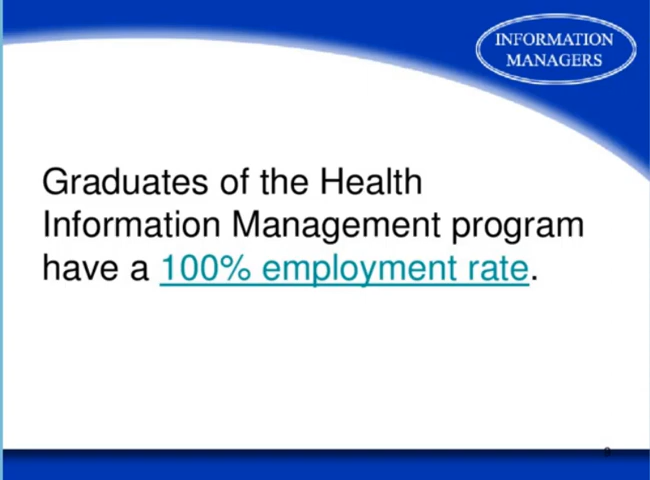 INFORMATION
MANAGERS
Graduates of the Health
Information Management program
have a 100% employment rate.